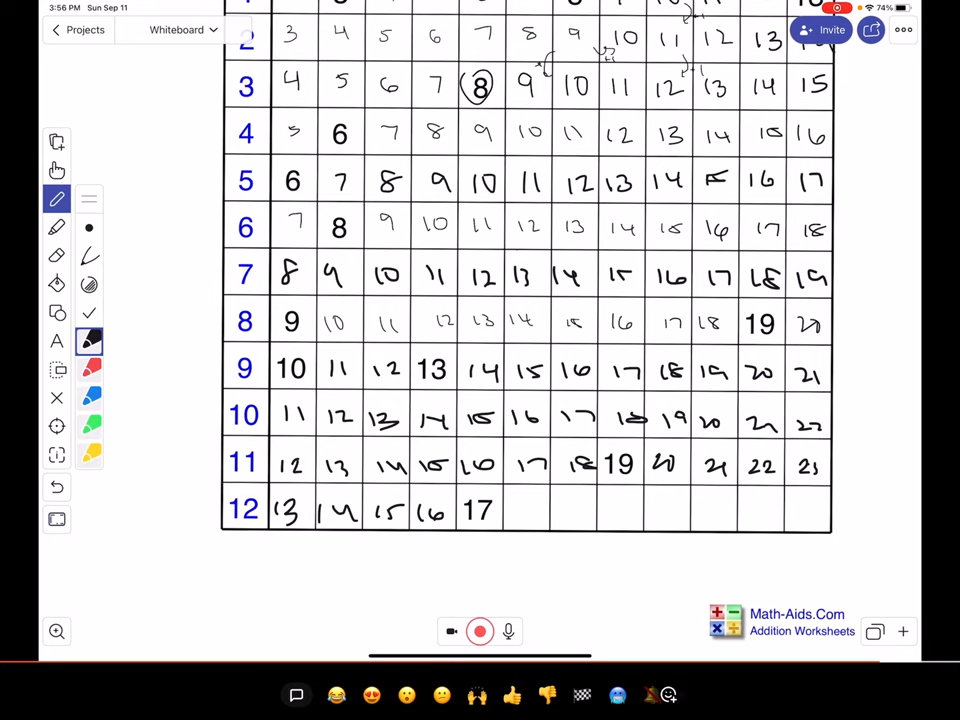 3:56 PM Sun Sep 11
74%
Projects Whiteboard Invite
2 3 4 5 6 7 8 9 10 11 12 13
3 4 5 6 7 8 9 10 11 12 13 14 15
4 5 6 7 8 9 10 11 12 13 14 15 16
5 6 7 8 9 10 11 12 13 14 15 16 17
6 7 8 9 10 11 12 13 14 15 16 17 18
7 8 9 10 11 12 13 14 15 16 17 18 19
8 9 10 11 12 13 14 15 16 17 18 19 20
9 10 11 12 13 14 15 16 17 18 19 20 21
10 11 12 13 14 15 16 17 18 19 20 21 22
11 12 13 14 15 16 17 18 19 20 21 22 23
12 13 14 15 16 17
Math-Aids.Com
Addition Worksheets